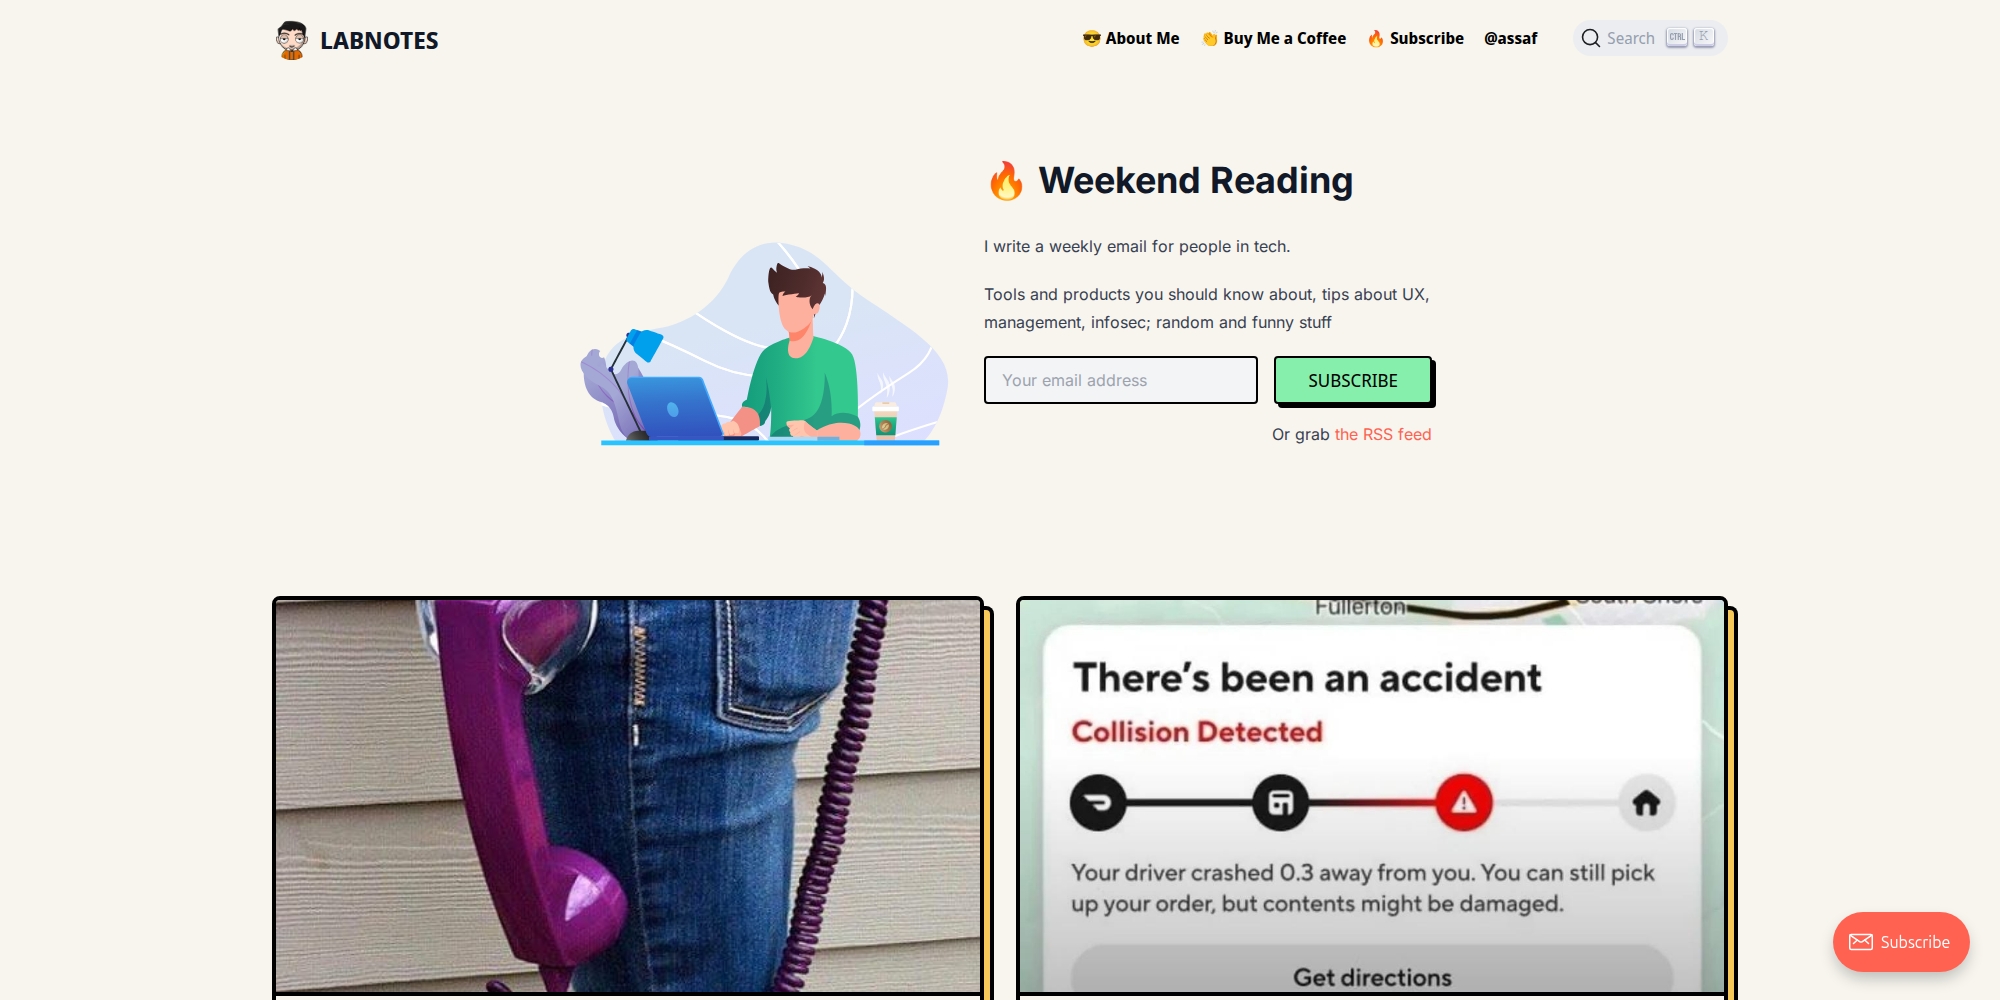 LABNOTES
😎 About Me
👏 Buy Me a Coffee
🔥 Subscribe
@assaf
Search CTRL K
🔥 Weekend Reading
I write a weekly email for people in tech.
Tools and products you should know about, tips about UX,
management, infosec; random and funny stuff
Your email address
SUBSCRIBE
Or grab the RSS feed
Fullerton
South Shore
There's been an accident
Collision Detected
Your driver crashed 0.3 away from you. You can still pick
up your order, but contents might be damaged.
Get directions
Subscribe